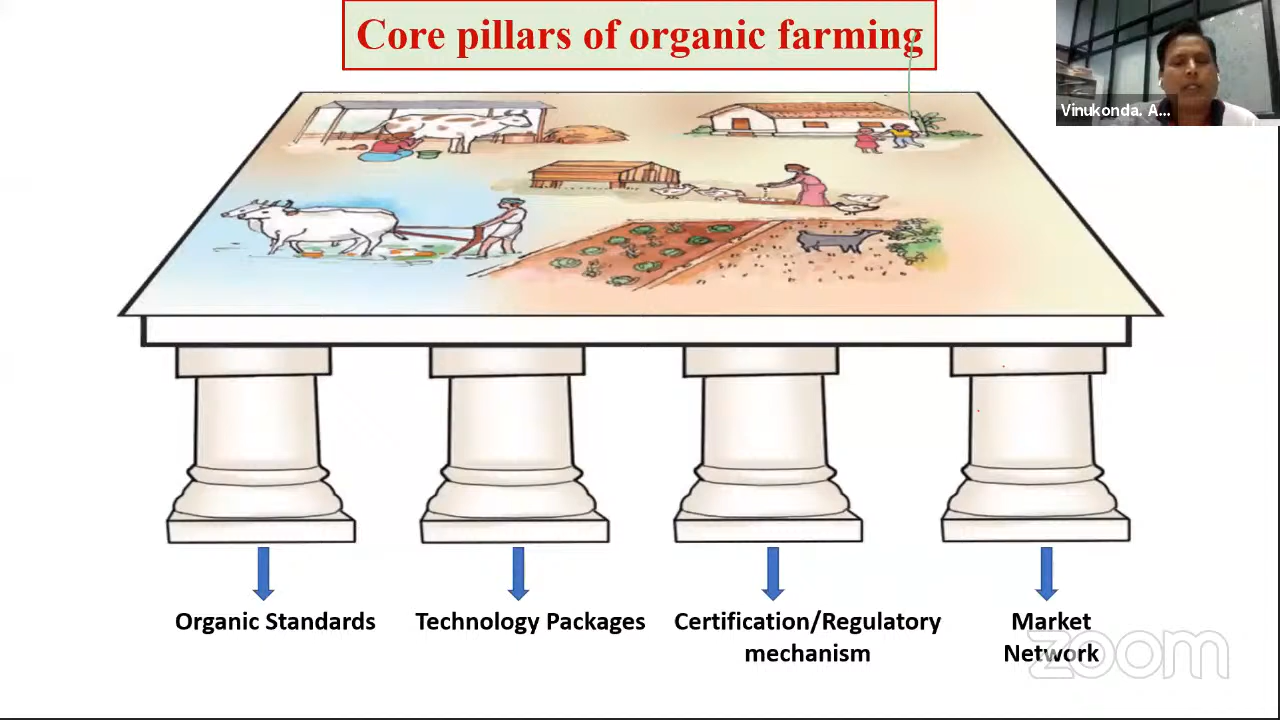 Core pillars of organic farming
Vinukonda. A...
Organic Standards
Technology Packages
Certification/Regulatory
mechanism
Market
Network
zoom